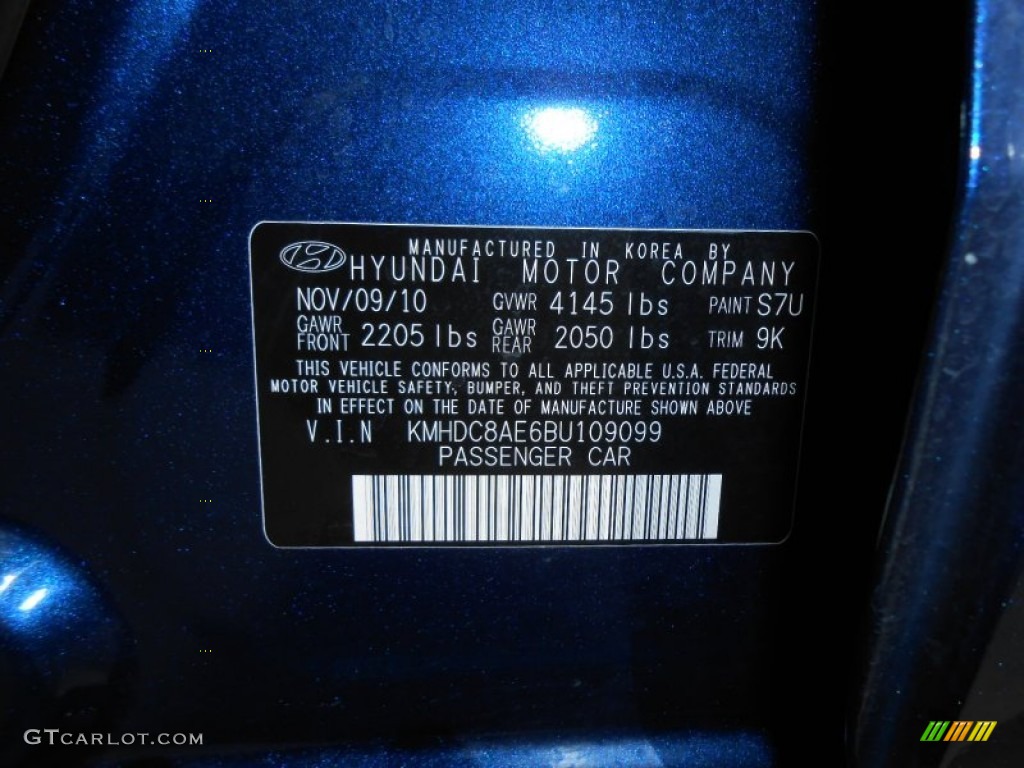 MANUFACTURED IN KOREA BY
HYUNDAI MOTOR COMPANY
NOV/09/10 GVWR 4145 lbs PAINT S7U
GAWR FRONT 2205 lbs GAWR REAR 2050 lbs TRIM 9K
THIS VEHICLE CONFORMS TO ALL APPLICABLE U.S.A. FEDERAL
MOTOR VEHICLE SAFETY, BUMPER, AND THEFT PREVENTION STANDARDS
IN EFFECT ON THE DATE OF MANUFACTURE SHOWN ABOVE
V.I.N KMHDC8AE6BU109099
PASSENGER CAR
GTCARLOT.COM